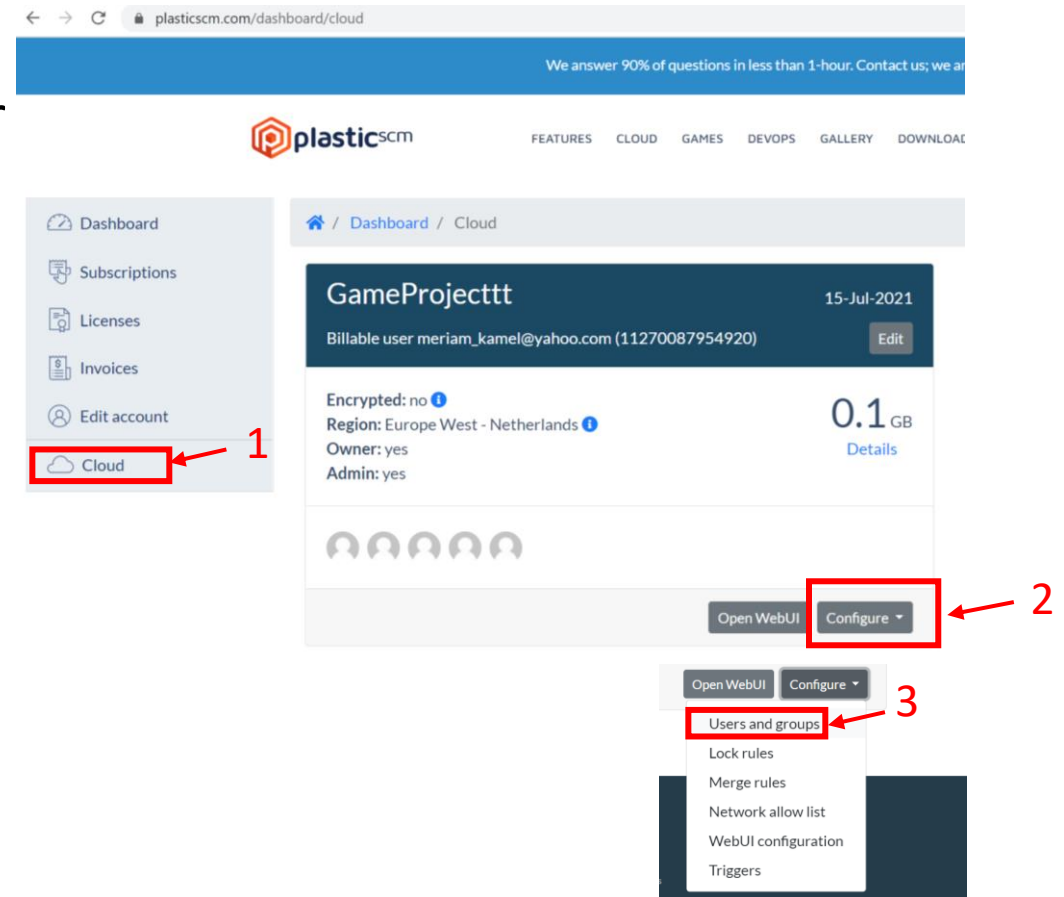 plasticscm.com/dashboard/cloud
We answer 90% of questions in less than 1-hour. Contact us; we ar
plasticscm
FEATURES CLOUD GAMES DEVOPS GALLERY DOWNLOAD
Dashboard
Subscriptions
Licenses
Invoices
Edit account
1
Cloud
/ Dashboard / Cloud
GameProjecttt 15-Jul-2021
Billable user meriam_kamel@yahoo.com (11270087954920) Edit
Encrypted: no
Region: Europe West - Netherlands
Owner: yes
Admin: yes
0.1 GB
Details
Open WebUI Configure
2
Open WebUI Configure
3
Users and groups
Lock rules
Merge rules
Network allow list
WebUI configuration
Triggers